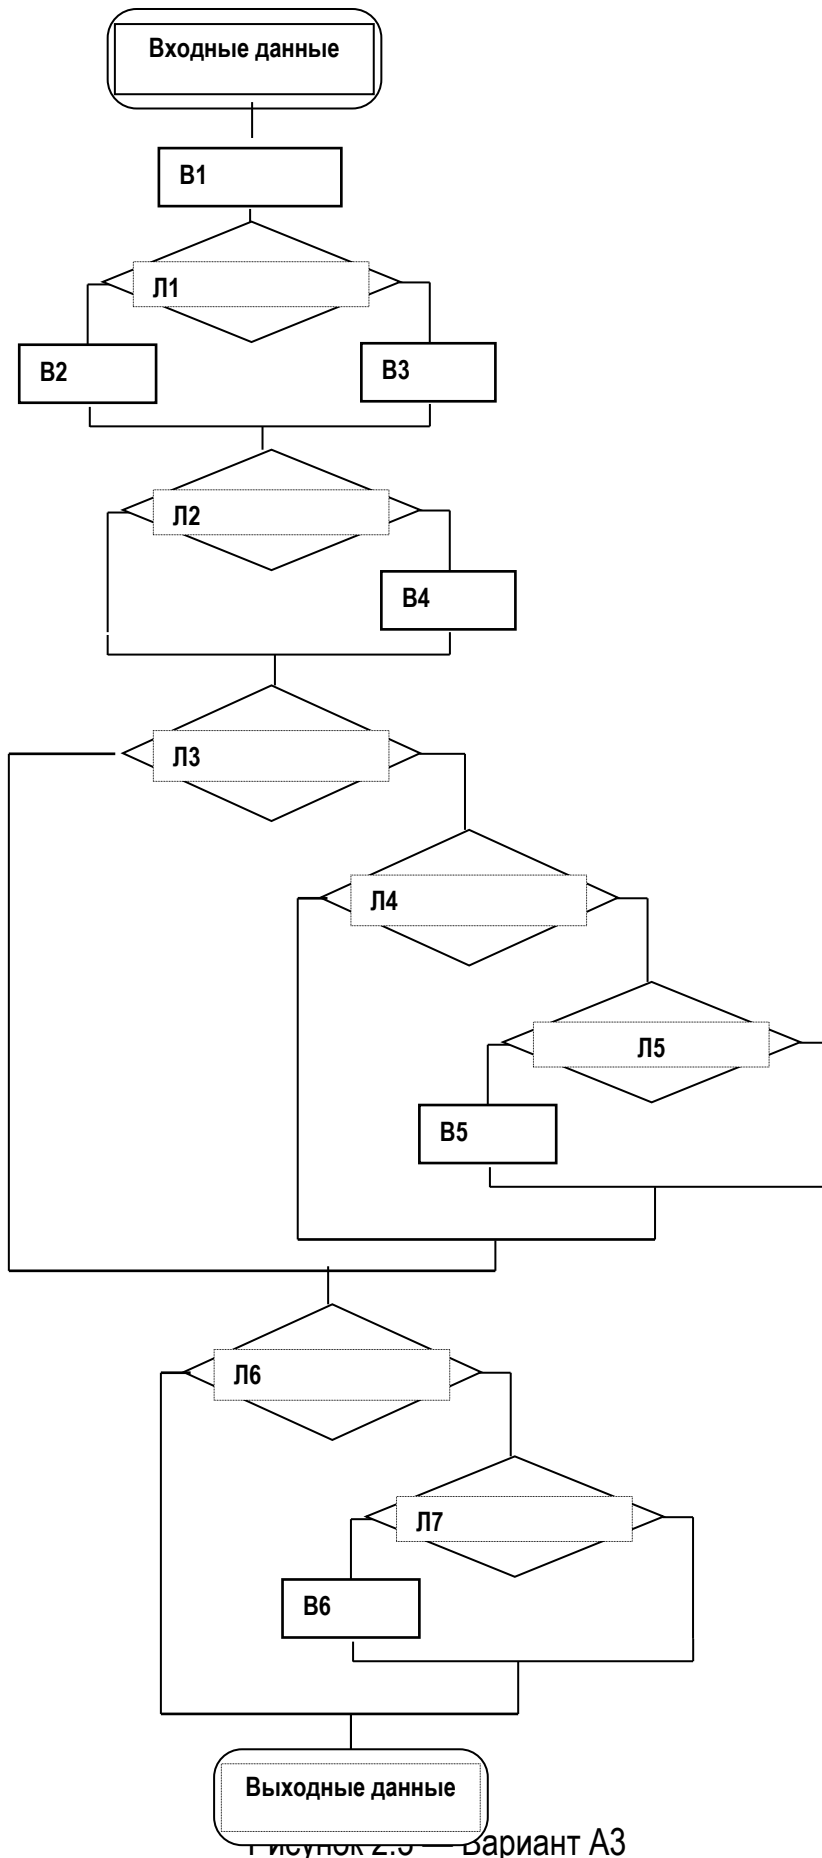 Входные данные
В1
Л1
В2
В3
Л2
В4
Л3
Л4
Л5
В5
Л6
Л7
В6
Выходные данные
Вариант А3